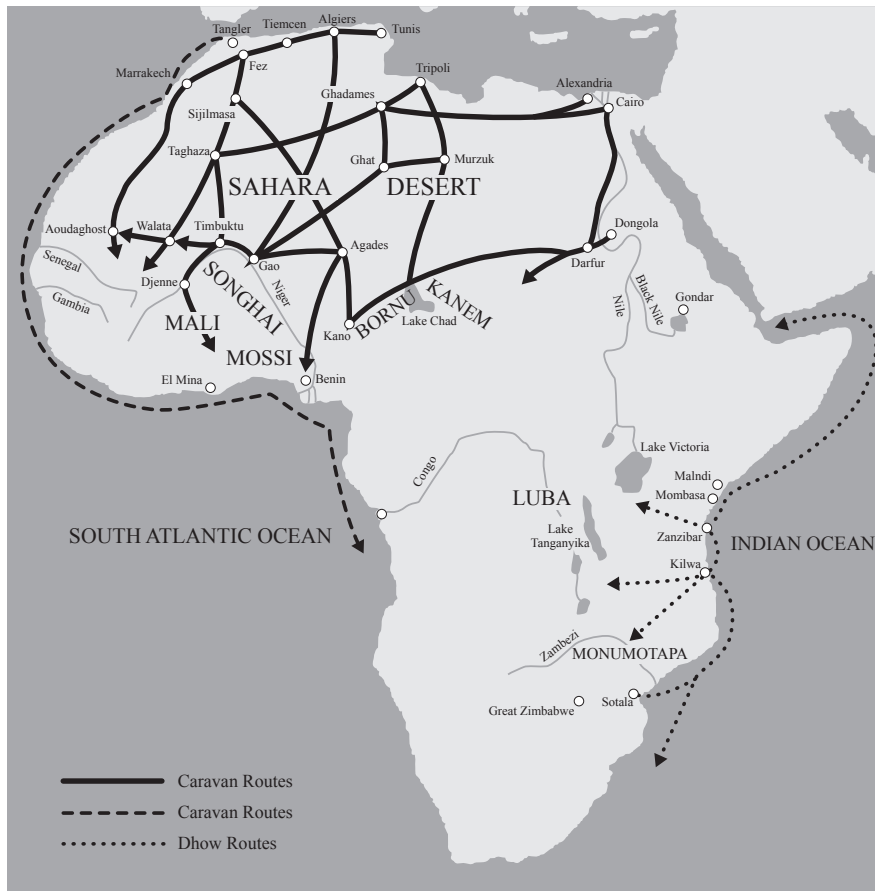 Tangler
Tiemcen
Algiers
Tunis
Fez
Marrakech
Tripoli
Sijilmasa
Ghadames
Alexandria
Cairo
Taghaza
Ghat
Murzuk
SAHARA
DESERT
Aoudaghost
Walata
Timbuktu
Gao
Agades
Dongola
Darfur
Senegal
Gambia
Djenne
SONGHAI
Niger
MALI
MOSSI
Kano
BORNU
KANEM
Lake Chad
Nile
Black Nile
Gondar
El Mina
Benin
Congo
Lake Victoria
LUBA
Malndi
Mombasa
Lake
Tanganyika
Zanzibar
SOUTH ATLANTIC OCEAN
INDIAN OCEAN
Kilwa
Zambezi
MONUMOTAPA
Great Zimbabwe
Sotala
Caravan Routes
Caravan Routes
Dhow Routes